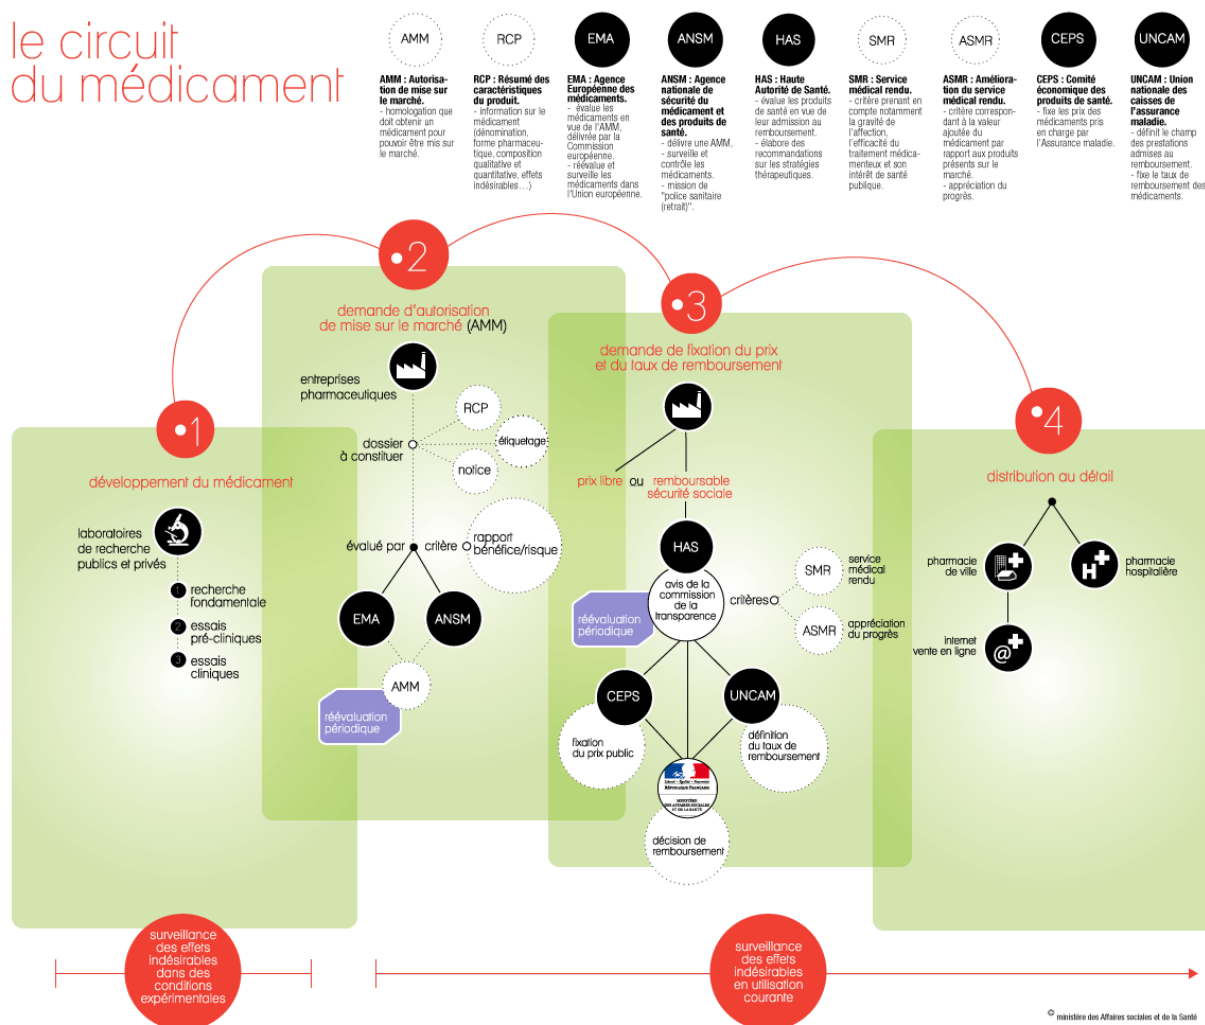 le circuit
du médicament
AMM
AMM : Autorisa-
tion de mise sur
le marché.
- homologation que
doit obtenir un
médicament pour
pouvoir être mis sur
le marché.
RCP
RCP : Résumé des
caractéristiques
du produit.
- information sur le
médicament
(dénomination,
forme pharmaceu-
tique, composition
qualitative et
quantitative, effets
indésirables...)
EMA
EMA : Agence
Européenne des
médicaments.
- évalue les
médicaments en
vue de l'AMM,
délivrée par la
Commission
européenne.
- réévalue et
surveille les
médicaments dans
l'Union européenne.
ANSM
ANSM : Agence
nationale de
sécurité du
médicament et
des produits de
santé.
- délivre une AMM,
- surveille et
contrôle les
médicaments.
- mission de
"police sanitaire
(retrait)".
HAS
HAS : Haute
Autorité de Santé.
- évalue les produits
de santé en vue de
leur admission au
remboursement.
- élabore des
recommandations
sur les stratégies
thérapeutiques.
SMR
SMR : Service
médical rendu.
- critère prenant en
compte notamment
la gravité de
l'affection,
l'efficacité du
traitement médica-
menteux et son
intérêt de santé
publique.
ASMR
ASMR : Améliora-
tion du service
médical rendu.
- critère correspon-
dant à la valeur
ajoutée du
médicament par
rapport aux produits
présents sur le
marché.
- appréciation du
progrès.
CEPS
CEPS : Comité
économique des
produits de santé.
- fixe les prix des
médicaments pris
en charge par
l'Assurance maladie.
UNCAM
UNCAM : Union
nationale des
caisses de
l'assurance
maladie.
- définit le champ
des prestations
admises au
remboursement.
- fixe le taux de
remboursement des
médicaments.
1
développement du médicament
laboratoires
de recherche
publics et privés
1 recherche
fondamentale
2 essais
pré-cliniques
3 essais
cliniques
2
demande d'autorisation
de mise sur le marché (AMM)
entreprises
pharmaceutiques
dossier
à constituer
RCP
étiquetage
notice
évalué par
critère
rapport
bénéfice/risque
EMA
ANSM
AMM
réévaluation
périodique
3
demande de fixation du prix
et du taux de remboursement
prix libre ou remboursable
sécurité sociale
HAS
avis de la
commission
de la
transparence
réévaluation
périodique
critères
SMR
service
médical
rendu
ASMR
appréciation
du progrès
CEPS
fixation
du prix public
UNCAM
définition
du taux de
remboursement
Liberté • Égalité • Fraternité
RÉPUBLIQUE FRANÇAISE
MINISTÈRE
DES AFFAIRES SOCIALES
ET DE LA SANTÉ
décision de
remboursement
4
distribution au détail
pharmacie
de ville
H
pharmacie
hospitalière
internet
vente en ligne
@
surveillance
des effets
indésirables
dans des
conditions
expérimentales
surveillance
des effets
indésirables
en utilisation
courante
© ministère des Affaires sociales et de la Santé